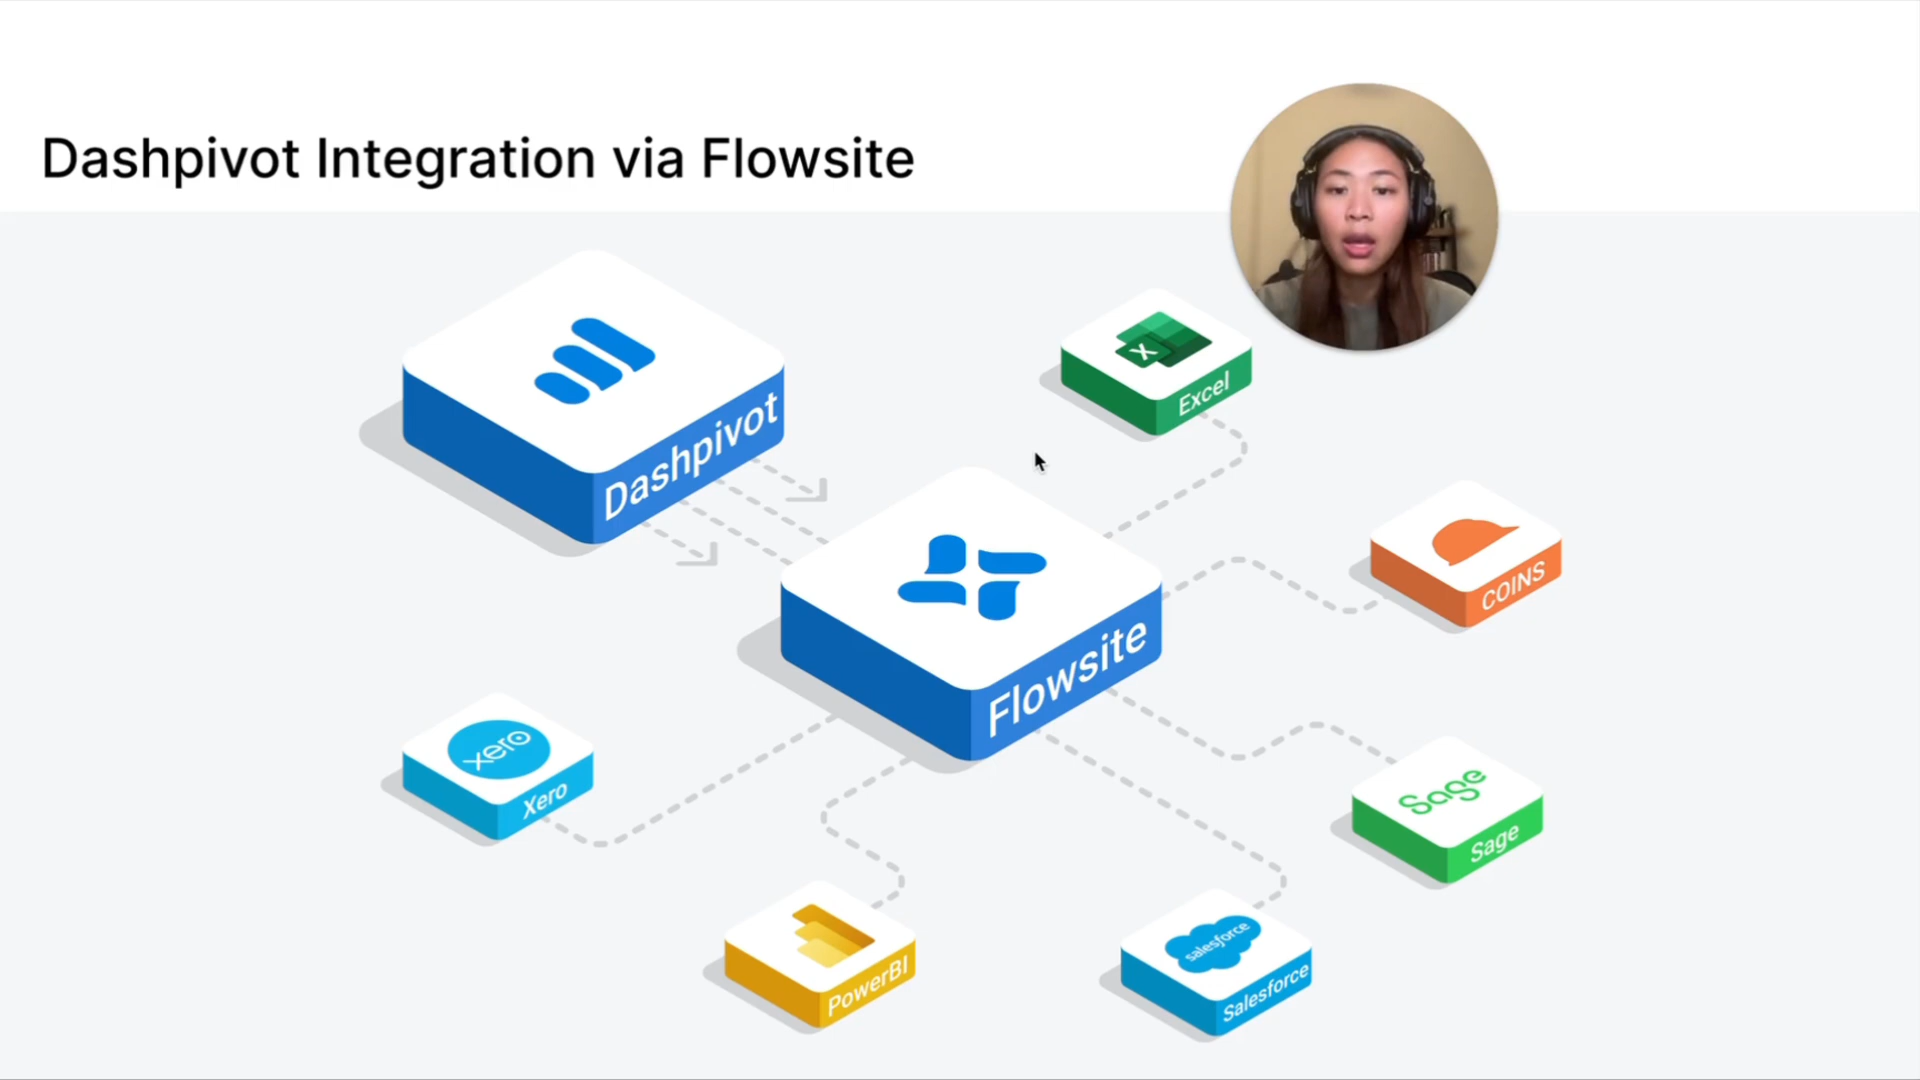 Dashpivot Integration via Flowsite
Dashpivot
X
Excel
COINS
Flowsite
xero
Xero
Sage
Sage
PowerBI
salesforce
Salesforce